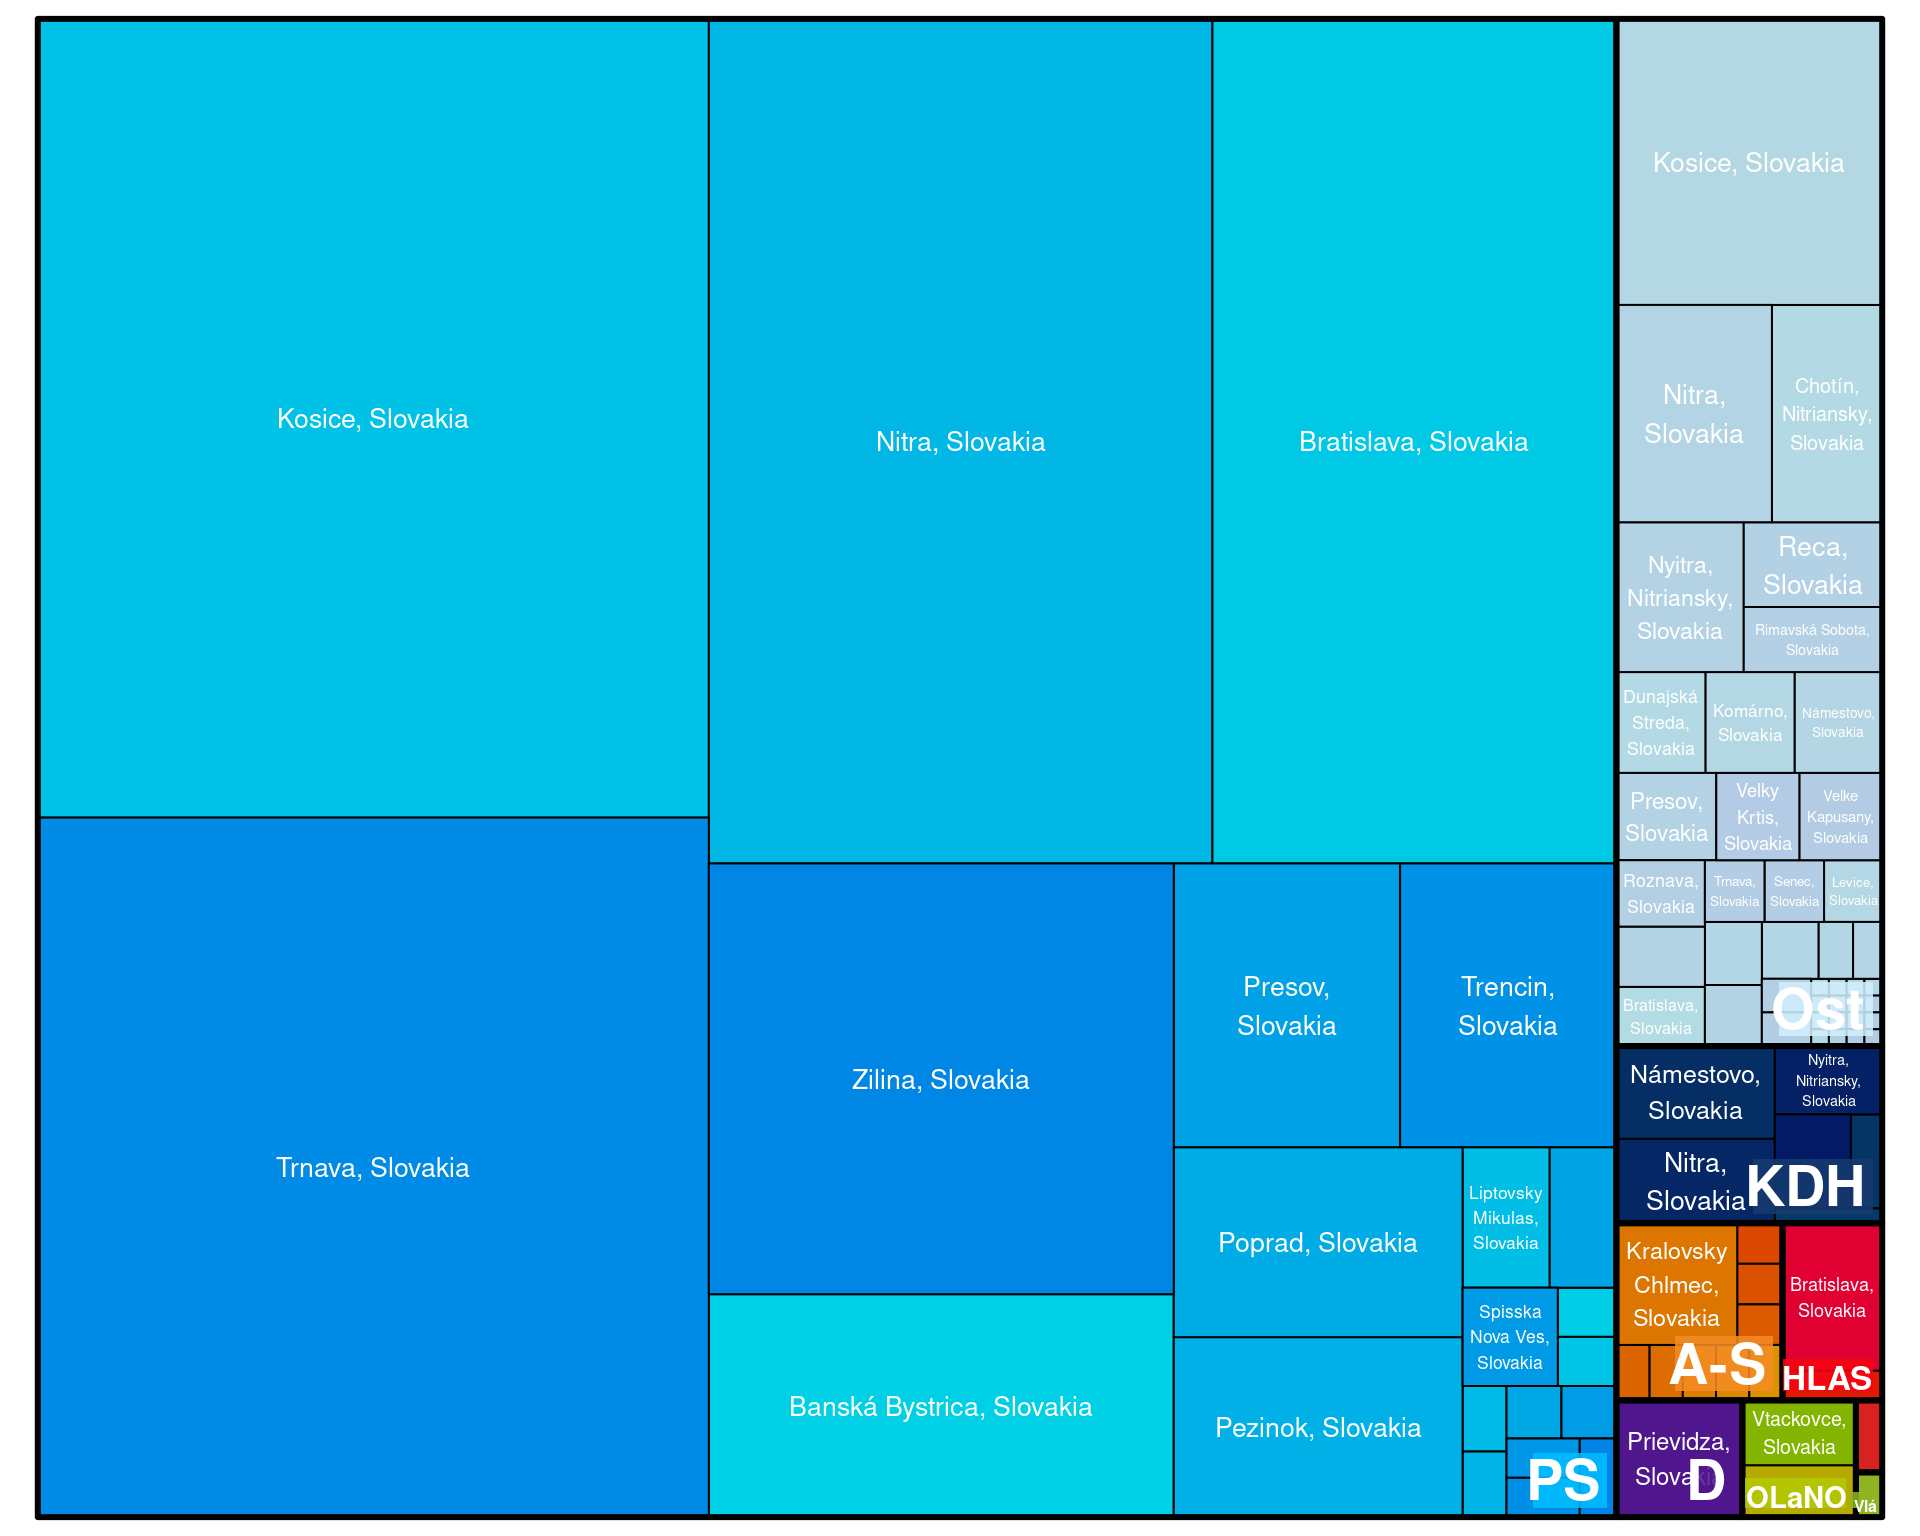 Kosice, Slovakia
Nitra, Slovakia
Bratislava, Slovakia
Trnava, Slovakia
Zilina, Slovakia
Banská Bystrica, Slovakia
Presov,
Slovakia
Trencin,
Slovakia
Poprad, Slovakia
Pezinok, Slovakia
Liptovsky
Mikulas,
Slovakia
Spisska
Nova Ves,
Slovakia
PS
Kosice, Slovakia
Nitra,
Slovakia
Chotín,
Nitriansky,
Slovakia
Nyitra,
Nitriansky,
Slovakia
Reca,
Slovakia
Rimavská Sobota,
Slovakia
Dunajská
Streda,
Slovakia
Komárno,
Slovakia
Námestovo,
Slovakia
Presov,
Slovakia
Velky
Krtis,
Slovakia
Velke
Kapusany,
Slovakia
Roznava,
Slovakia
Trnava,
Slovakia
Senec,
Slovakia
Levice,
Slovakia
Bratislava,
Slovakia
Ost
Námestovo,
Slovakia
Nyitra,
Nitriansky,
Slovakia
Nitra,
Slovakia
KDH
Kralovsky
Chlmec,
Slovakia
A-S
Bratislava,
Slovakia
HLAS
Prievidza,
Slovakia
D
Vtackovce,
Slovakia
OLaNO
Vlá